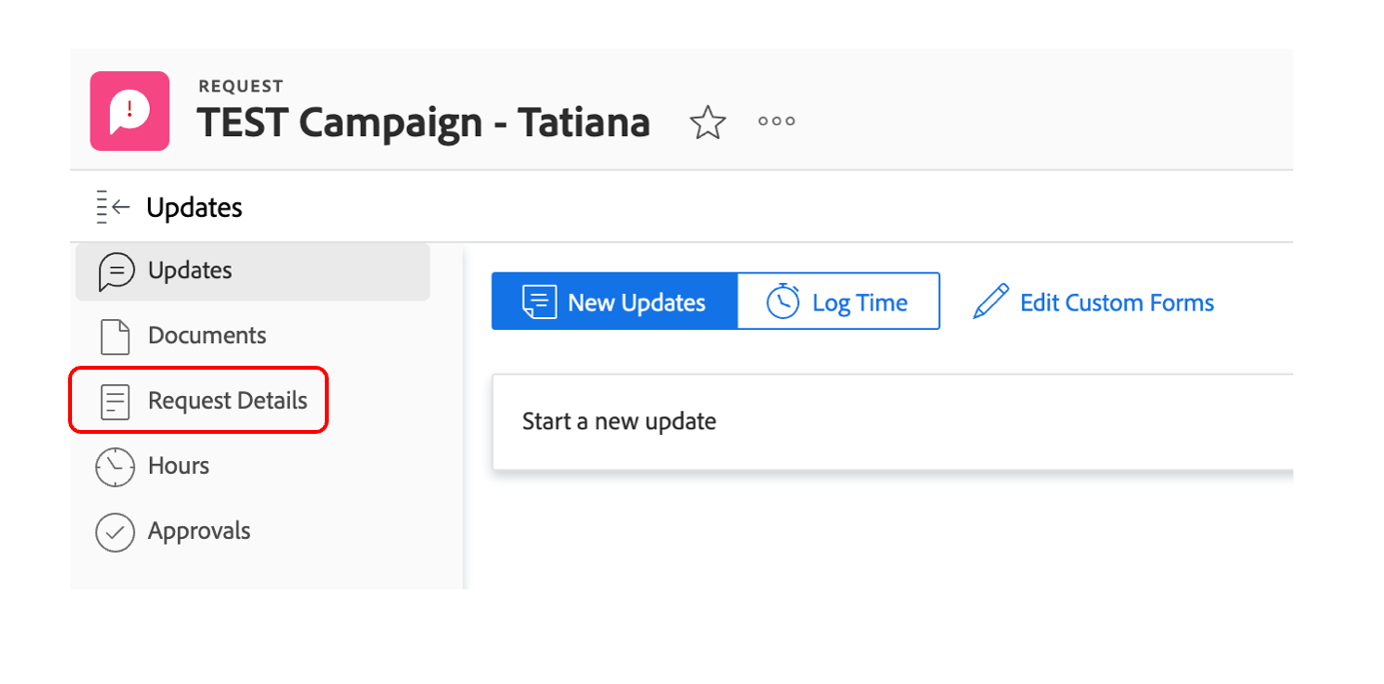 REQUEST
TEST Campaign - Tatiana
Updates
Updates
Documents
Request Details
Hours
Approvals
New Updates
Log Time
Edit Custom Forms
Start a new update